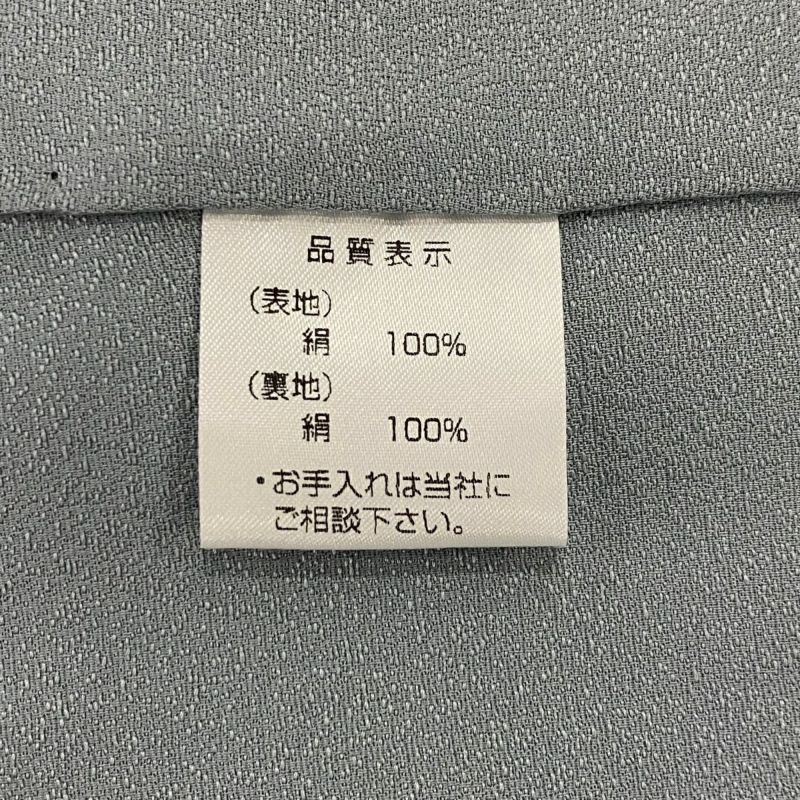 品質表示
(表地)
絹 100%
(裏地)
絹 100%
・お手入れは当社に
ご相談下さい。